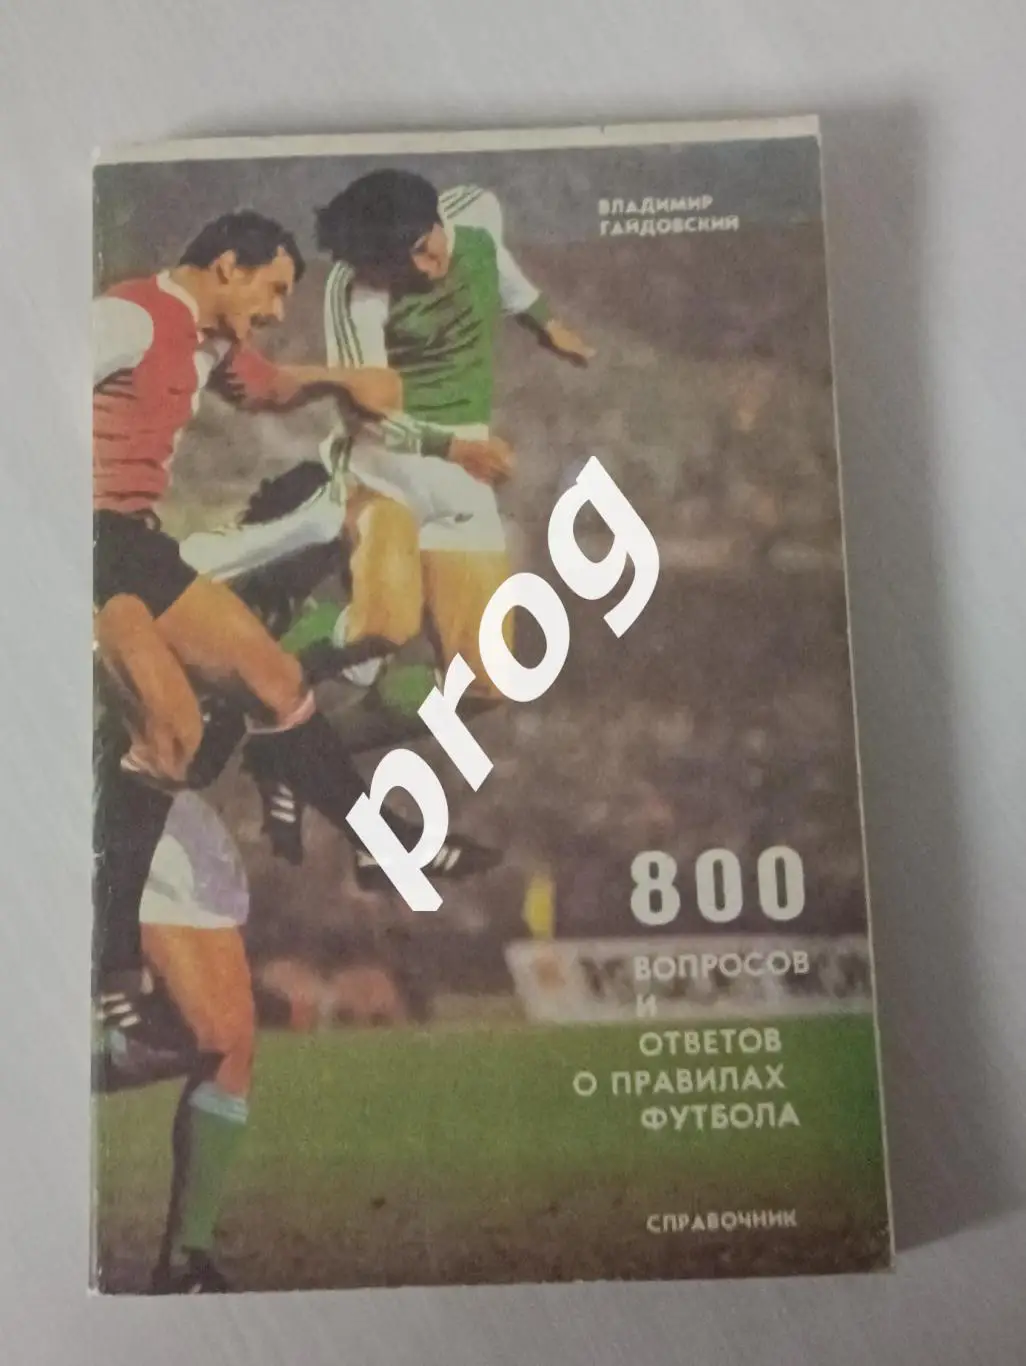 ВЛАДИМИР
ГАЙДОВСКИЙ
prog
800
ВОПРОСОВ
И
ОТВЕТОВ
О ПРАВИЛАХ
ФУТБОЛА
СПРАВОЧНИК